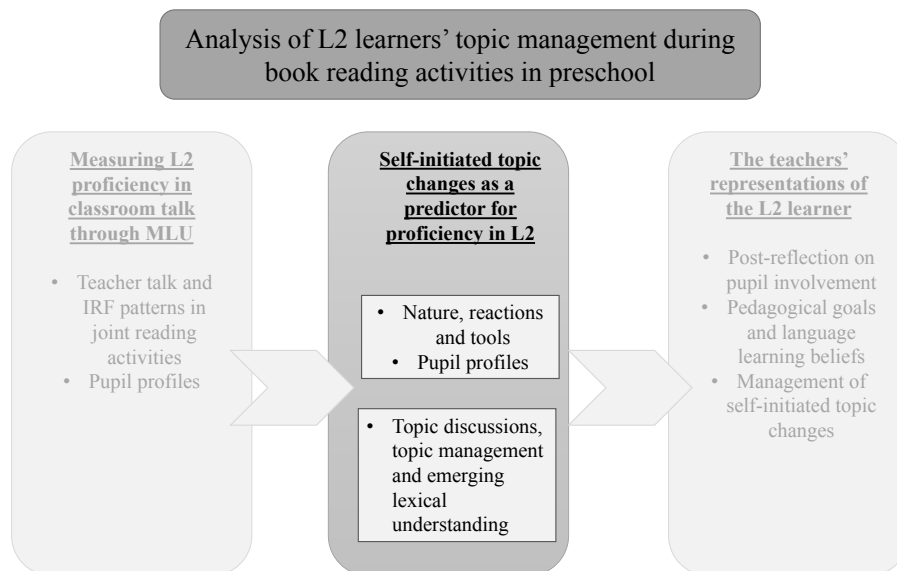 Analysis of L2 learners’ topic management during
book reading activities in preschool
Measuring L2
proficiency in
classroom talk
through MLU
• Teacher talk and
IRF patterns in
joint reading
activities
• Pupil profiles
Self-initiated topic
changes as a
predictor for
proficiency in L2
• Nature, reactions
and tools
• Pupil profiles
• Topic discussions,
topic management
and emerging
lexical
understanding
The teachers’
representations of
the L2 learner
• Post-reflection on
pupil involvement
• Pedagogical goals
and language
learning beliefs
• Management of
self-initiated topic
changes